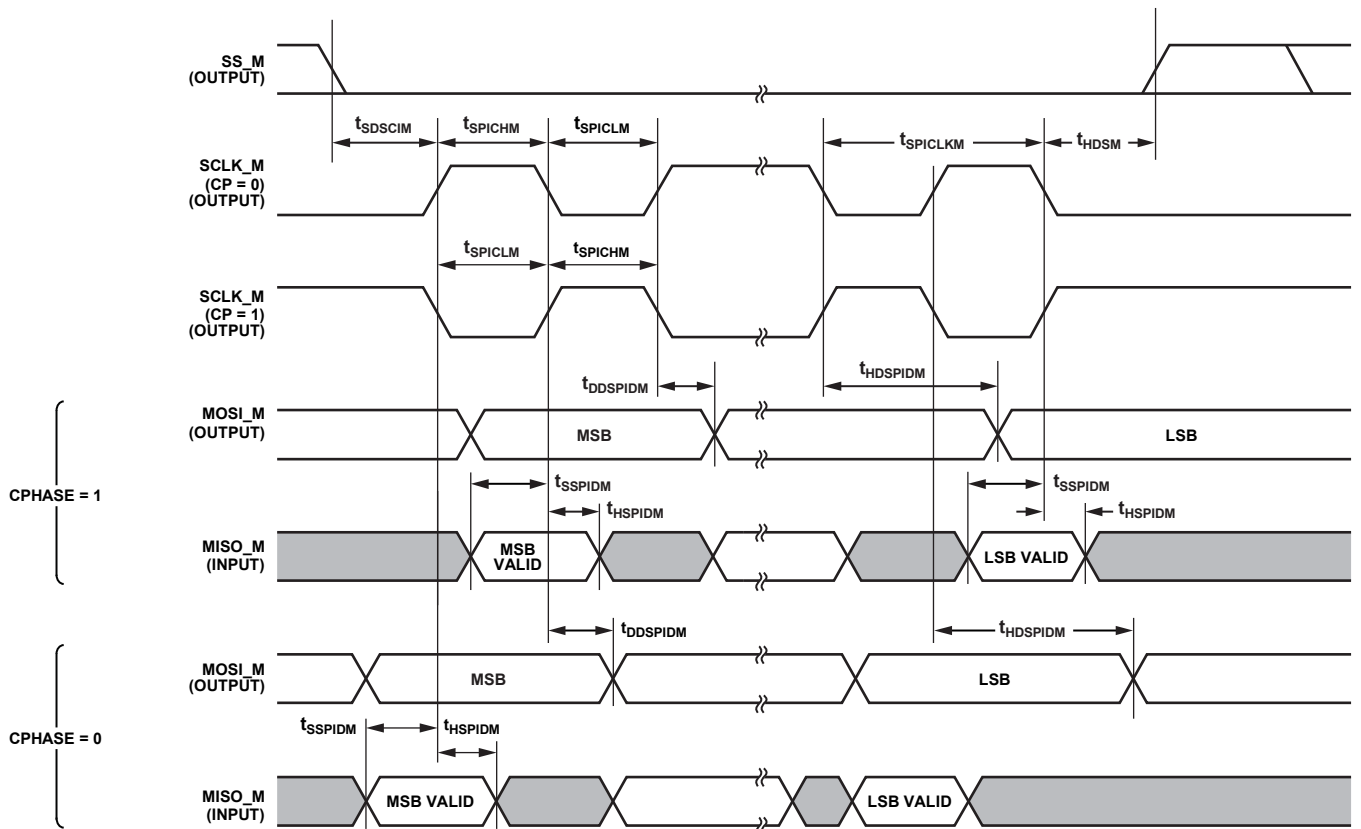 SS_M
(OUTPUT)
tSDSCIM
tSPICHM
tSPICLM
tSPICLKM
tHDSM
SCLK_M
(CP = 0)
(OUTPUT)
tSPICLM
tSPICHM
SCLK_M
(CP = 1)
(OUTPUT)
tDDSPIDM
tHDSPIDM
MOSI_M
(OUTPUT)
MSB
LSB
CPHASE = 1
tSSPIDM
tSSPIDM
tHSPIDM
tHSPIDM
MISO_M
(INPUT)
MSB
VALID
LSB VALID
tDDSPIDM
tHDSPIDM
MOSI_M
(OUTPUT)
MSB
LSB
CPHASE = 0
tSSPIDM
tHSPIDM
MISO_M
(INPUT)
MSB VALID
LSB VALID